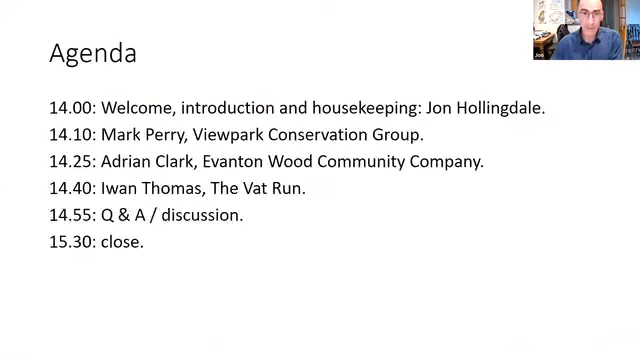 Agenda
14.00: Welcome, introduction and housekeeping: Jon Hollingdale.
14.10: Mark Perry, Viewpark Conservation Group.
14.25: Adrian Clark, Evanton Wood Community Company.
14.40: Iwan Thomas, The Vat Run.
14.55: Q & A / discussion.
15.30: close.
Jon